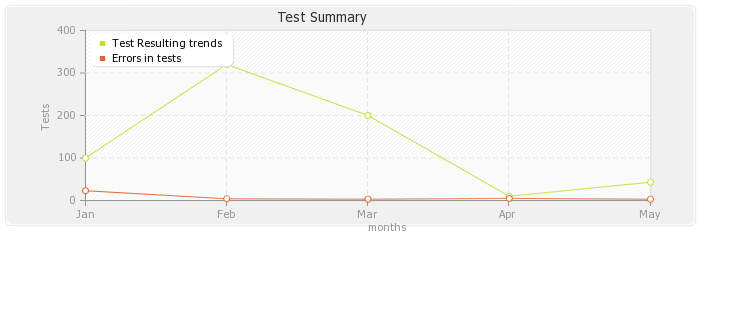 Test Summary
400
Test Resulting trends
Errors in tests
300
200
100
0
Tests
Jan Feb Mar Apr May
months